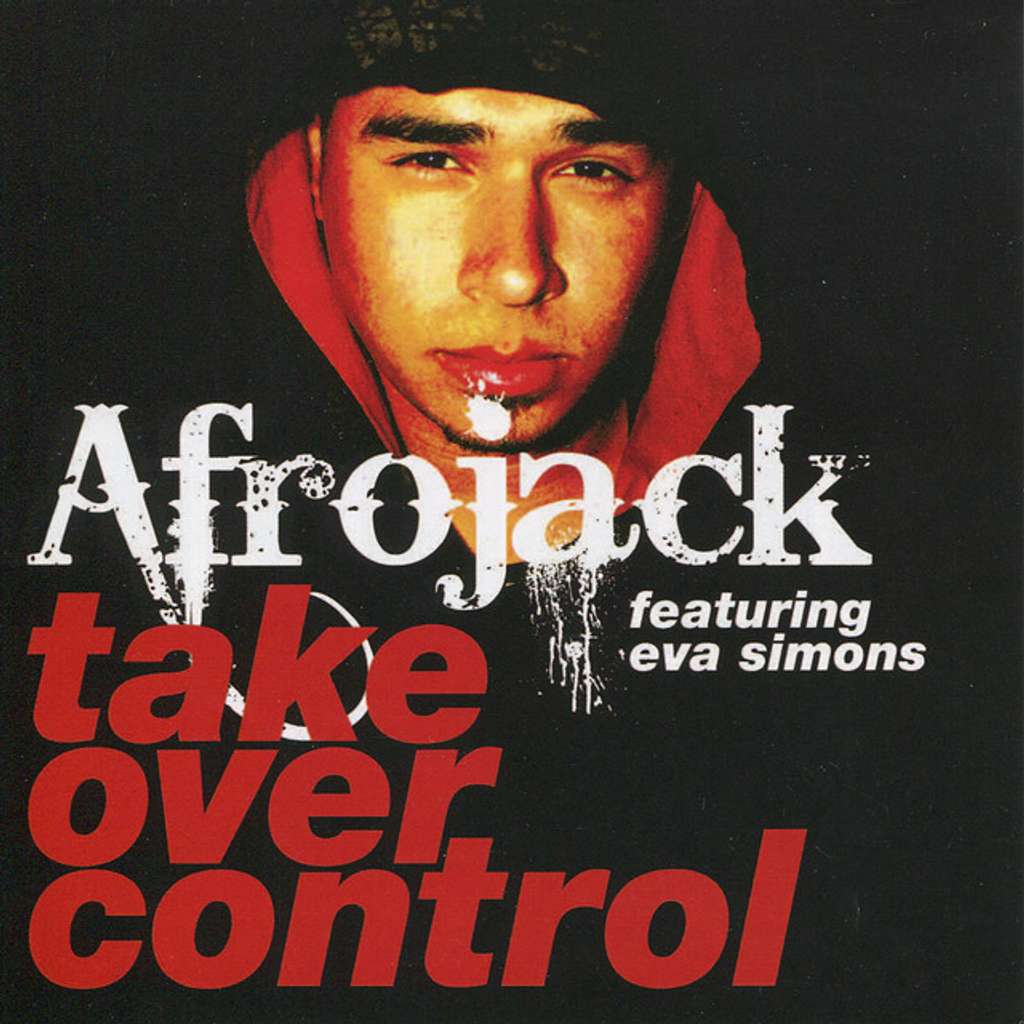 Afrojack
featuring
eva simons
take
over
control